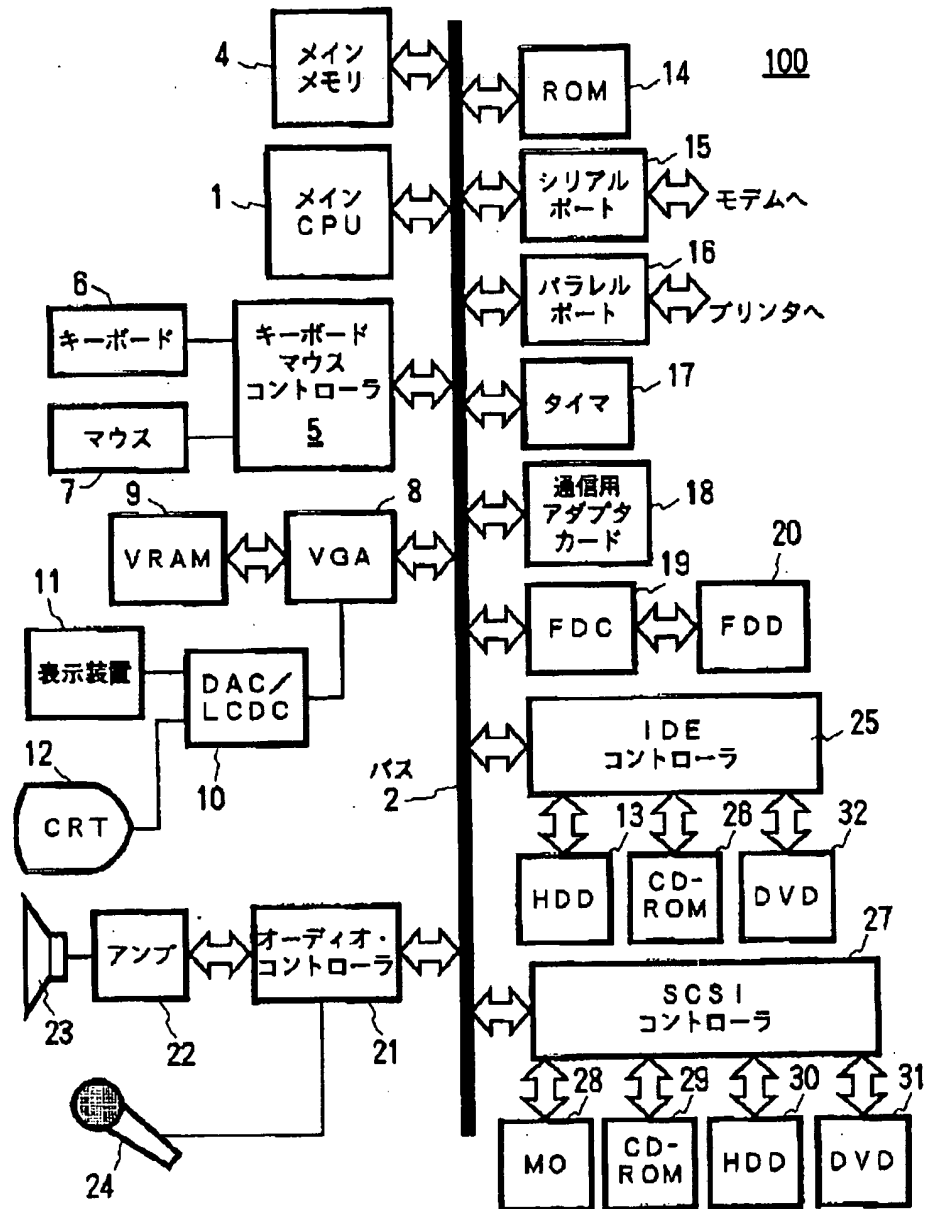 100
4
メイン
メモリ
ROM
14
1
メイン
CPU
15
シリアル
ポート
モデムへ
16
パラレル
ポート
プリンタへ
6
キーボード
キーボード
マウス
コントローラ
5
マウス
7
17
タイマ
通信用
アダプタ
カード
18
9
VRAM
8
VGA
19
FDC
20
FDD
11
表示装置
DAC/
LCDC
10
12
CRT
バス
2
IDE
コントローラ
25
13
HDD
26
CD-
ROM
32
DVD
23
アンプ
22
オーディオ・
コントローラ
21
24
27
SCSI
コントローラ
28
MO
29
CD-
ROM
30
HDD
31
DVD